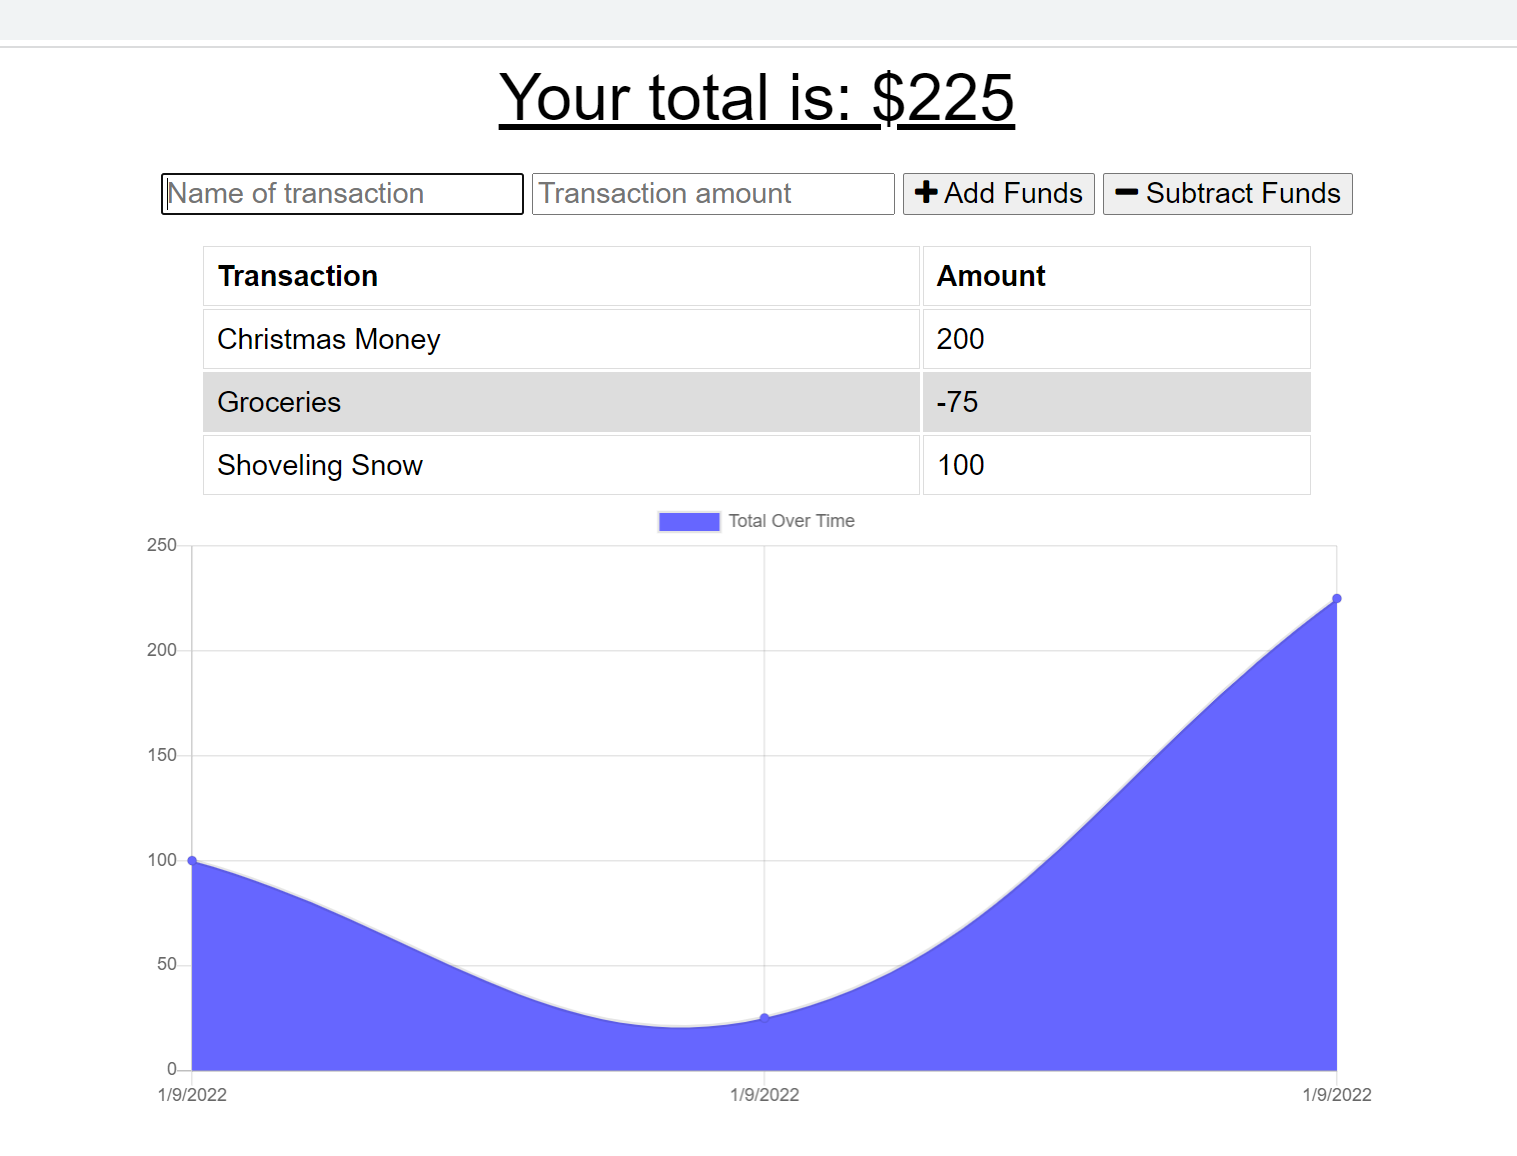 Your total is: $225
Name of transaction Transaction amount Add Funds Subtract Funds
Transaction Amount
Christmas Money 200
Groceries -75
Shoveling Snow 100
Total Over Time
250
200
150
100
50
0
1/9/2022 1/9/2022 1/9/2022